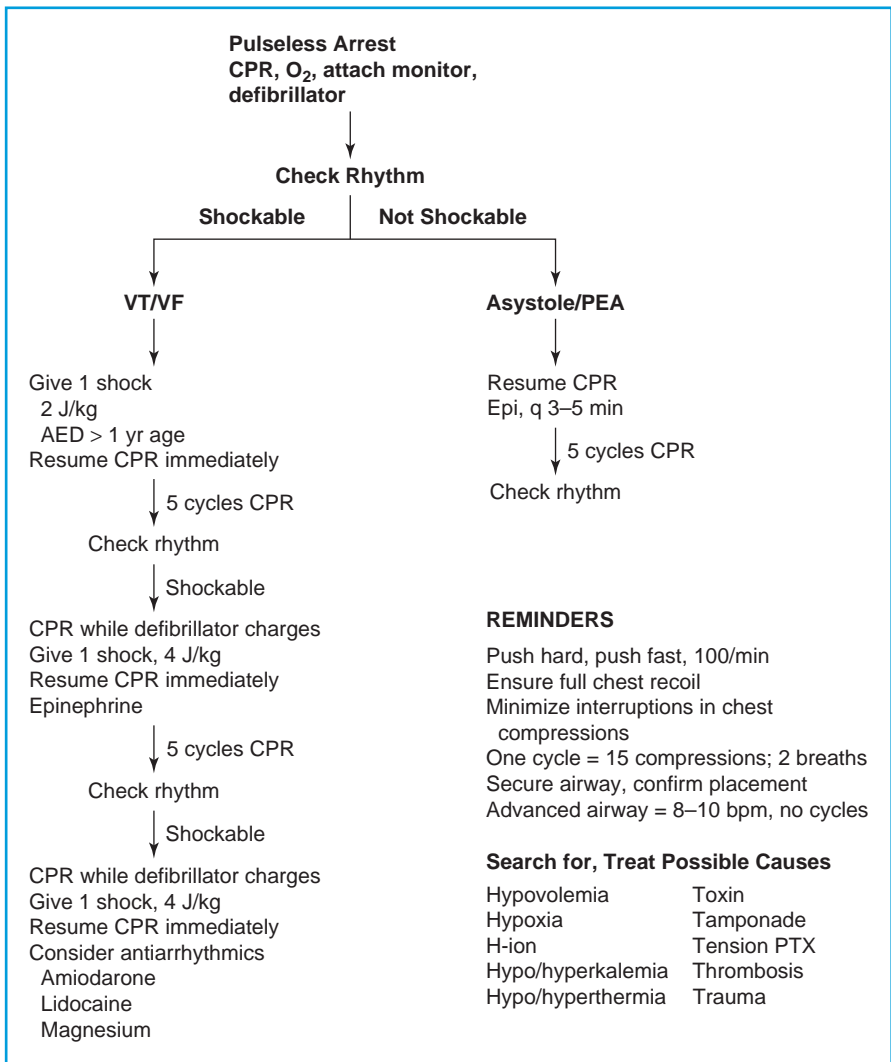 Pulseless Arrest
CPR, O₂, attach monitor,
defibrillator
Check Rhythm
Shockable
Not Shockable
VT/VF
Give 1 shock
2 J/kg
AED > 1 yr age
Resume CPR immediately
5 cycles CPR
Check rhythm
Shockable
CPR while defibrillator charges
Give 1 shock, 4 J/kg
Resume CPR immediately
Epinephrine
5 cycles CPR
Check rhythm
Shockable
CPR while defibrillator charges
Give 1 shock, 4 J/kg
Resume CPR immediately
Consider antiarrhythmics
Amiodarone
Lidocaine
Magnesium
Asystole/PEA
Resume CPR
Epi, q 3–5 min
5 cycles CPR
Check rhythm
REMINDERS
Push hard, push fast, 100/min
Ensure full chest recoil
Minimize interruptions in chest
compressions
One cycle = 15 compressions; 2 breaths
Secure airway, confirm placement
Advanced airway = 8–10 bpm, no cycles
Search for, Treat Possible Causes
Hypovolemia Toxin
Hypoxia Tamponade
H-ion Tension PTX
Hypo/hyperkalemia Thrombosis
Hypo/hyperthermia Trauma